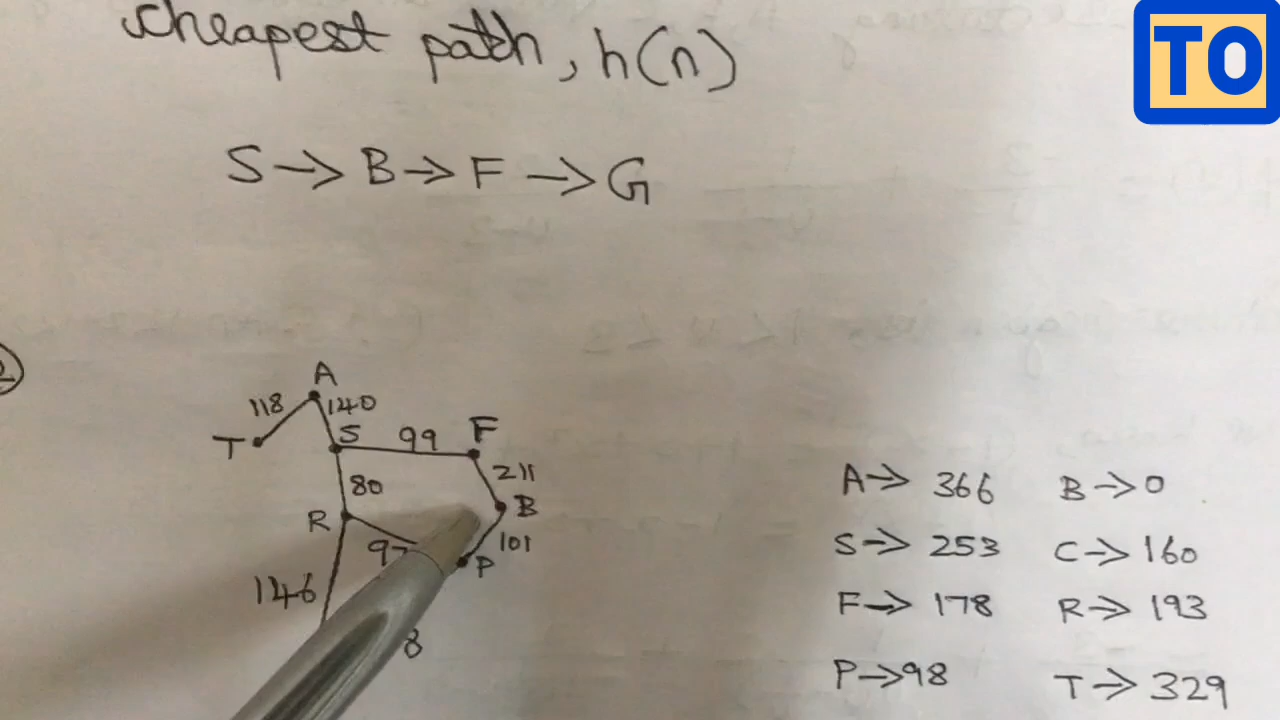 TO
cheapest path, h(n)
S → B → F → G
A
118
140
T
S
99
F
80
211
R
B
97
101
P
146
8
A → 366 B → 0
S → 253 C → 160
F → 178 R → 193
P → 98 T → 329